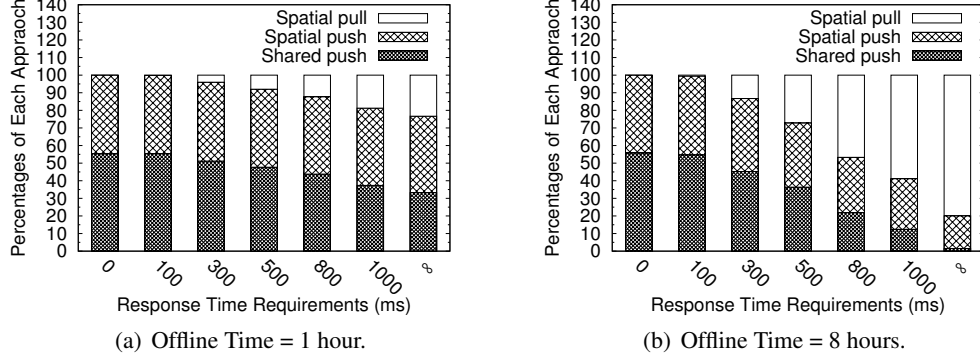 140
130
120
110
100
90
80
70
60
50
40
30
20
10
0
Percentages of Each Appraoch
Spatial pull
Spatial push
Shared push
0 100 300 500 800 1000 %
Response Time Requirements (ms)
(a) Offline Time = 1 hour.
140
130
120
110
100
90
80
70
60
50
40
30
20
10
0
Percentages of Each Appraoch
Spatial pull
Spatial push
Shared push
0 100 300 500 800 1000 %
Response Time Requirements (ms)
(b) Offline Time = 8 hours.